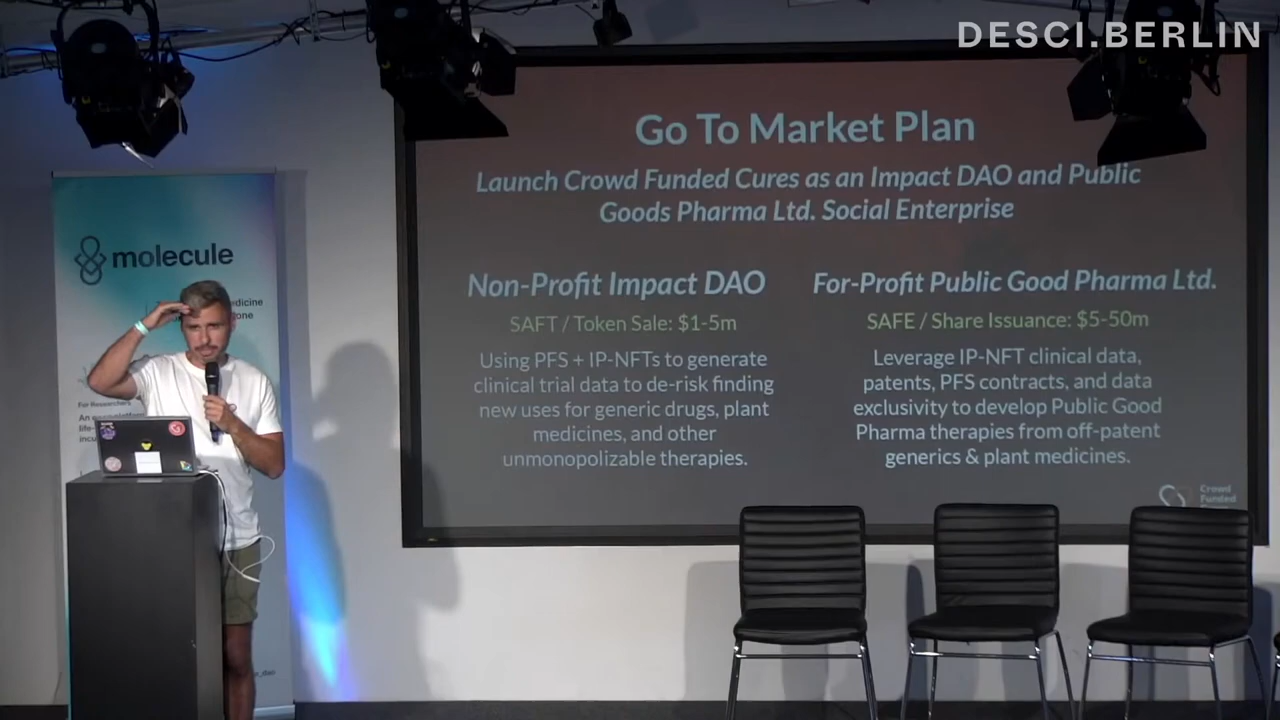 DESCI.BERLIN
Go To Market Plan
Launch Crowd Funded Cures as an Impact DAO and Public
Goods Pharma Ltd. Social Enterprise
Non-Profit Impact DAO
SAFT / Token Sale: $1-5m
Using PFS + IP-NFTs to generate
clinical trial data to de-risk finding
new uses for generic drugs, plant
medicines, and other
unmonopolizable therapies.
For-Profit Public Good Pharma Ltd.
SAFE / Share Issuance: $5-50m
Leverage IP-NFT clinical data,
patents, PFS contracts, and data
exclusivity to develop Public Good
Pharma therapies from off-patent
generics & plant medicines.
Crowd
Funded
molecule
For Researchers